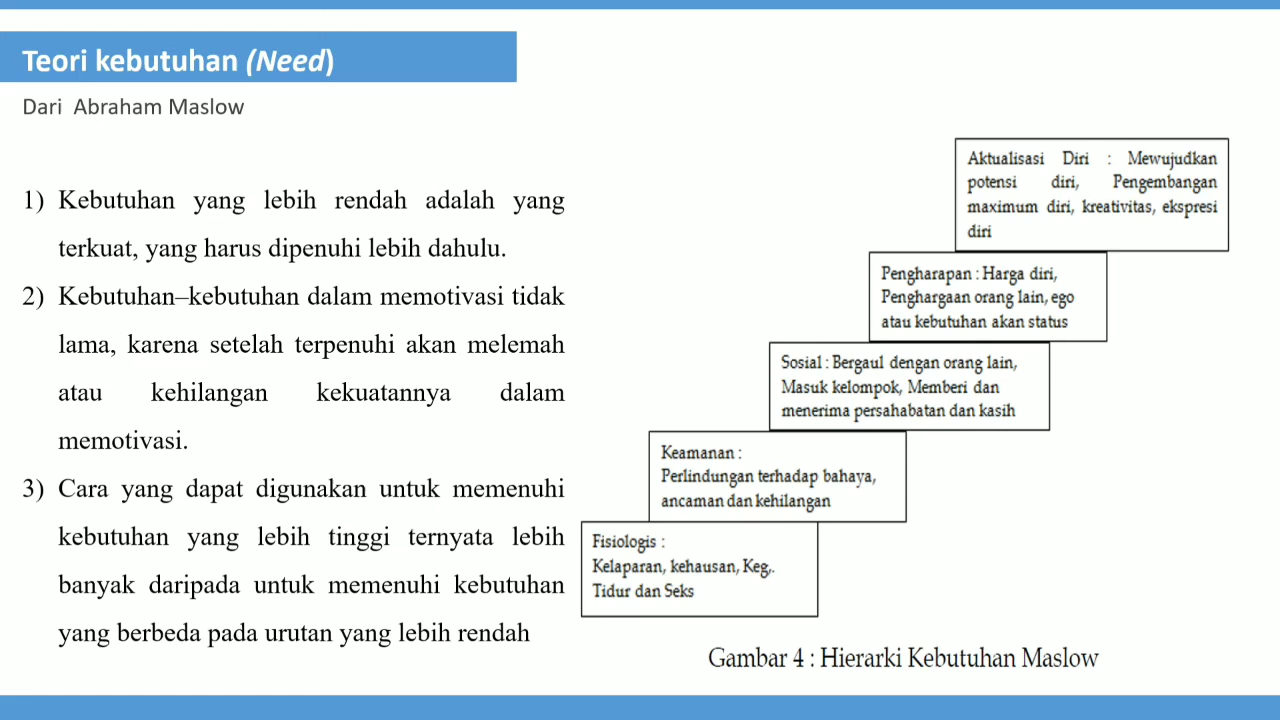 Teori kebutuhan (Need)
Dari Abraham Maslow
1) Kebutuhan yang lebih rendah adalah yang
terkuat, yang harus dipenuhi lebih dahulu.
2) Kebutuhan–kebutuhan dalam memotivasi tidak
lama, karena setelah terpenuhi akan melemah
atau kehilangan kekuatannya dalam
memotivasi.
3) Cara yang dapat digunakan untuk memenuhi
kebutuhan yang lebih tinggi ternyata lebih
banyak daripada untuk memenuhi kebutuhan
yang berbeda pada urutan yang lebih rendah
Aktualisasi Diri : Mewujudkan
potensi diri, Pengembangan
maximum diri, kreativitas, ekspresi
diri
Pengharapan : Harga diri,
Penghargaan orang lain, ego
atau kebutuhan akan status
Sosial : Bergaul dengan orang lain,
Masuk kelompok, Memberi dan
menerima persahabatan dan kasih
Keamanan :
Perlindungan terhadap bahaya,
ancaman dan kehilangan
Fisiologis :
Kelaparan, kehausan, Keg,.
Tidur dan Seks
Gambar 4 : Hierarki Kebutuhan Maslow